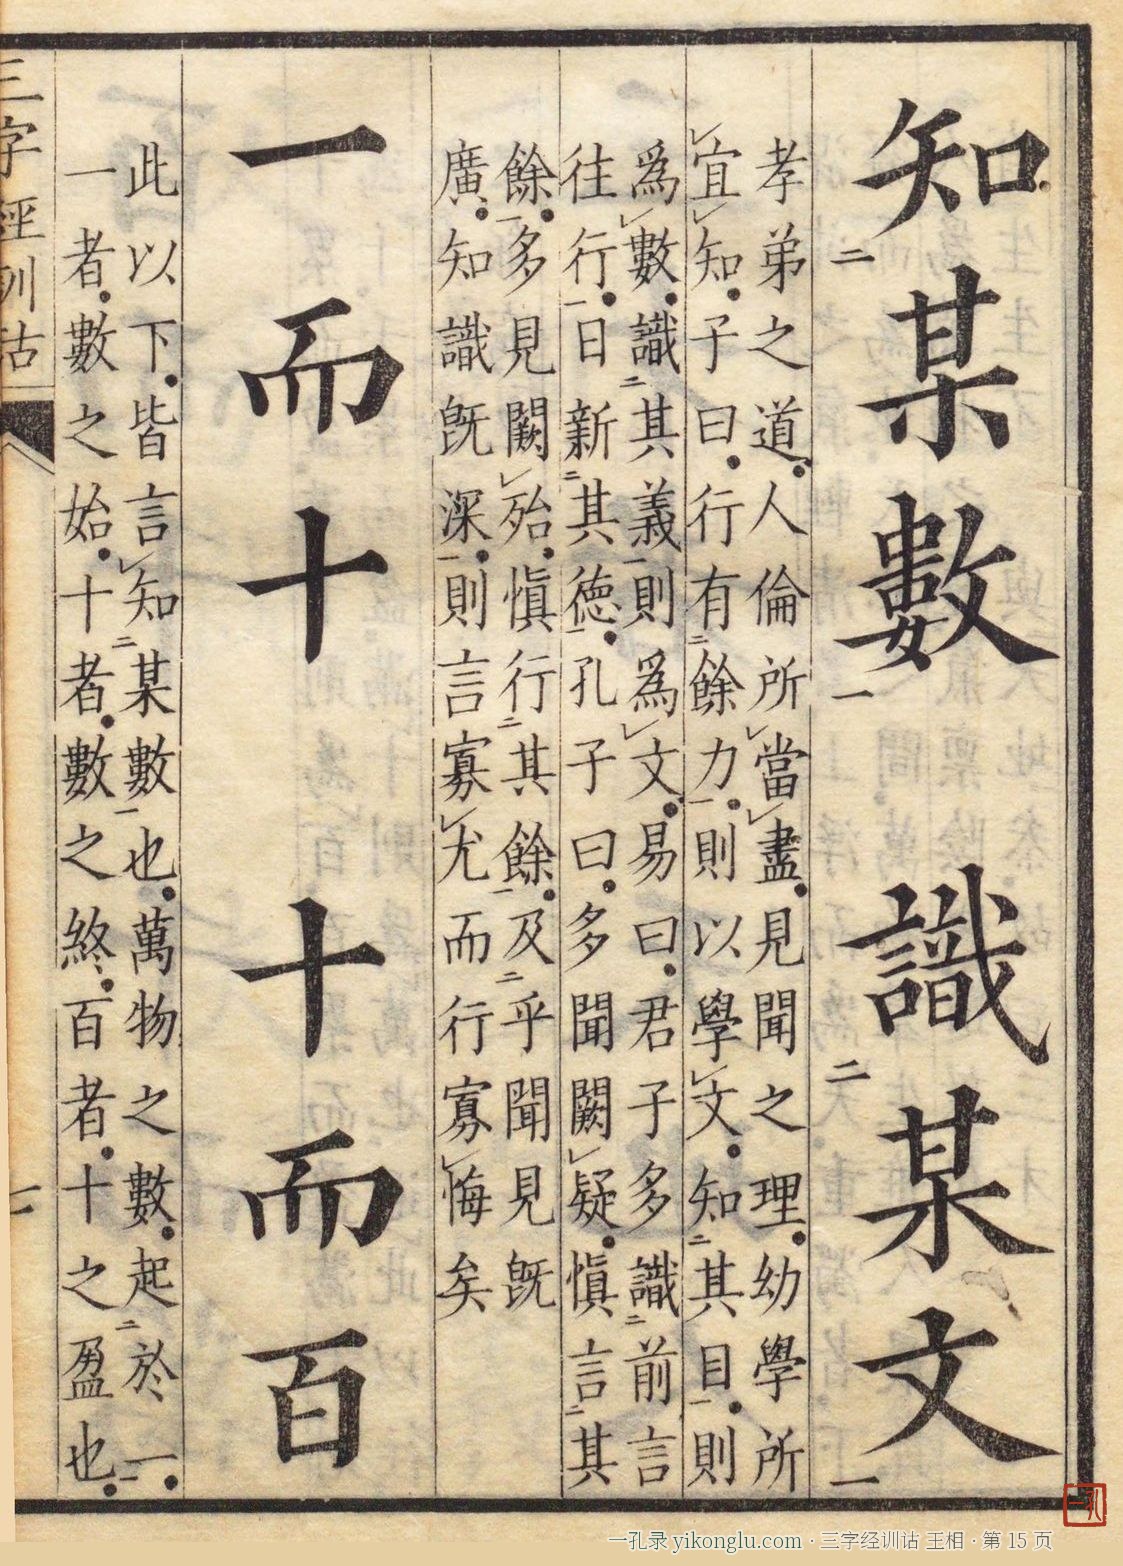 知某數識某文
孝弟之道人倫所當盡見聞之理幼學所
宜知子曰行有餘力則以學文知其目則
爲數識其義則爲文易曰君子多識前言
往行日新其德孔子曰多聞闕疑慎言其
餘多見闕殆慎行其餘及乎聞見旣
廣知識旣深則言寡尤而行寡悔矣
一而十十而百
此以下皆言知某數也萬物之數起於一
一者數之始十者數之終百者十之盈也
三字經訓詁
七
一孔
一孔录 yikonglu.com · 三字经训诂 王相 · 第 15 页